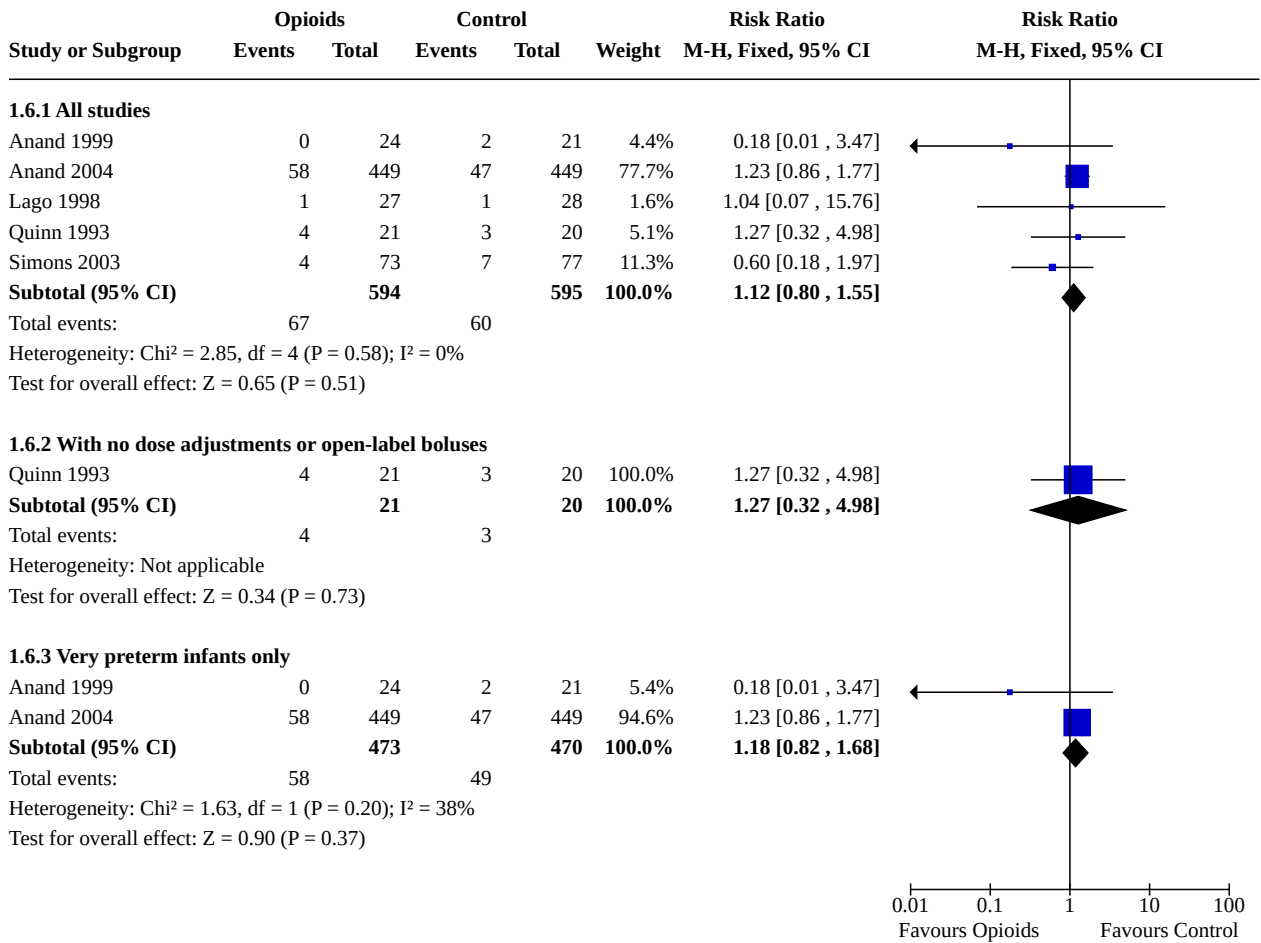 Opioids Control Risk Ratio Risk Ratio
Study or Subgroup Events Total Events Total Weight M-H, Fixed, 95% CI M-H, Fixed, 95% CI
1.6.1 All studies
Anand 1999 0 24 2 21 4.4% 0.18 [0.01 , 3.47]
Anand 2004 58 449 47 449 77.7% 1.23 [0.86 , 1.77]
Lago 1998 1 27 1 28 1.6% 1.04 [0.07 , 15.76]
Quinn 1993 4 21 3 20 5.1% 1.27 [0.32 , 4.98]
Simons 2003 4 73 7 77 11.3% 0.60 [0.18 , 1.97]
Subtotal (95% CI) 594 595 100.0% 1.12 [0.80 , 1.55]
Total events: 67 60
Heterogeneity: Chi² = 2.85, df = 4 (P = 0.58); I² = 0%
Test for overall effect: Z = 0.65 (P = 0.51)
1.6.2 With no dose adjustments or open-label boluses
Quinn 1993 4 21 3 20 100.0% 1.27 [0.32 , 4.98]
Subtotal (95% CI) 21 20 100.0% 1.27 [0.32 , 4.98]
Total events: 4 3
Heterogeneity: Not applicable
Test for overall effect: Z = 0.34 (P = 0.73)
1.6.3 Very preterm infants only
Anand 1999 0 24 2 21 5.4% 0.18 [0.01 , 3.47]
Anand 2004 58 449 47 449 94.6% 1.23 [0.86 , 1.77]
Subtotal (95% CI) 473 470 100.0% 1.18 [0.82 , 1.68]
Total events: 58 49
Heterogeneity: Chi² = 1.63, df = 1 (P = 0.20); I² = 38%
Test for overall effect: Z = 0.90 (P = 0.37)
0.01 0.1 1 10 100
Favours Opioids Favours Control